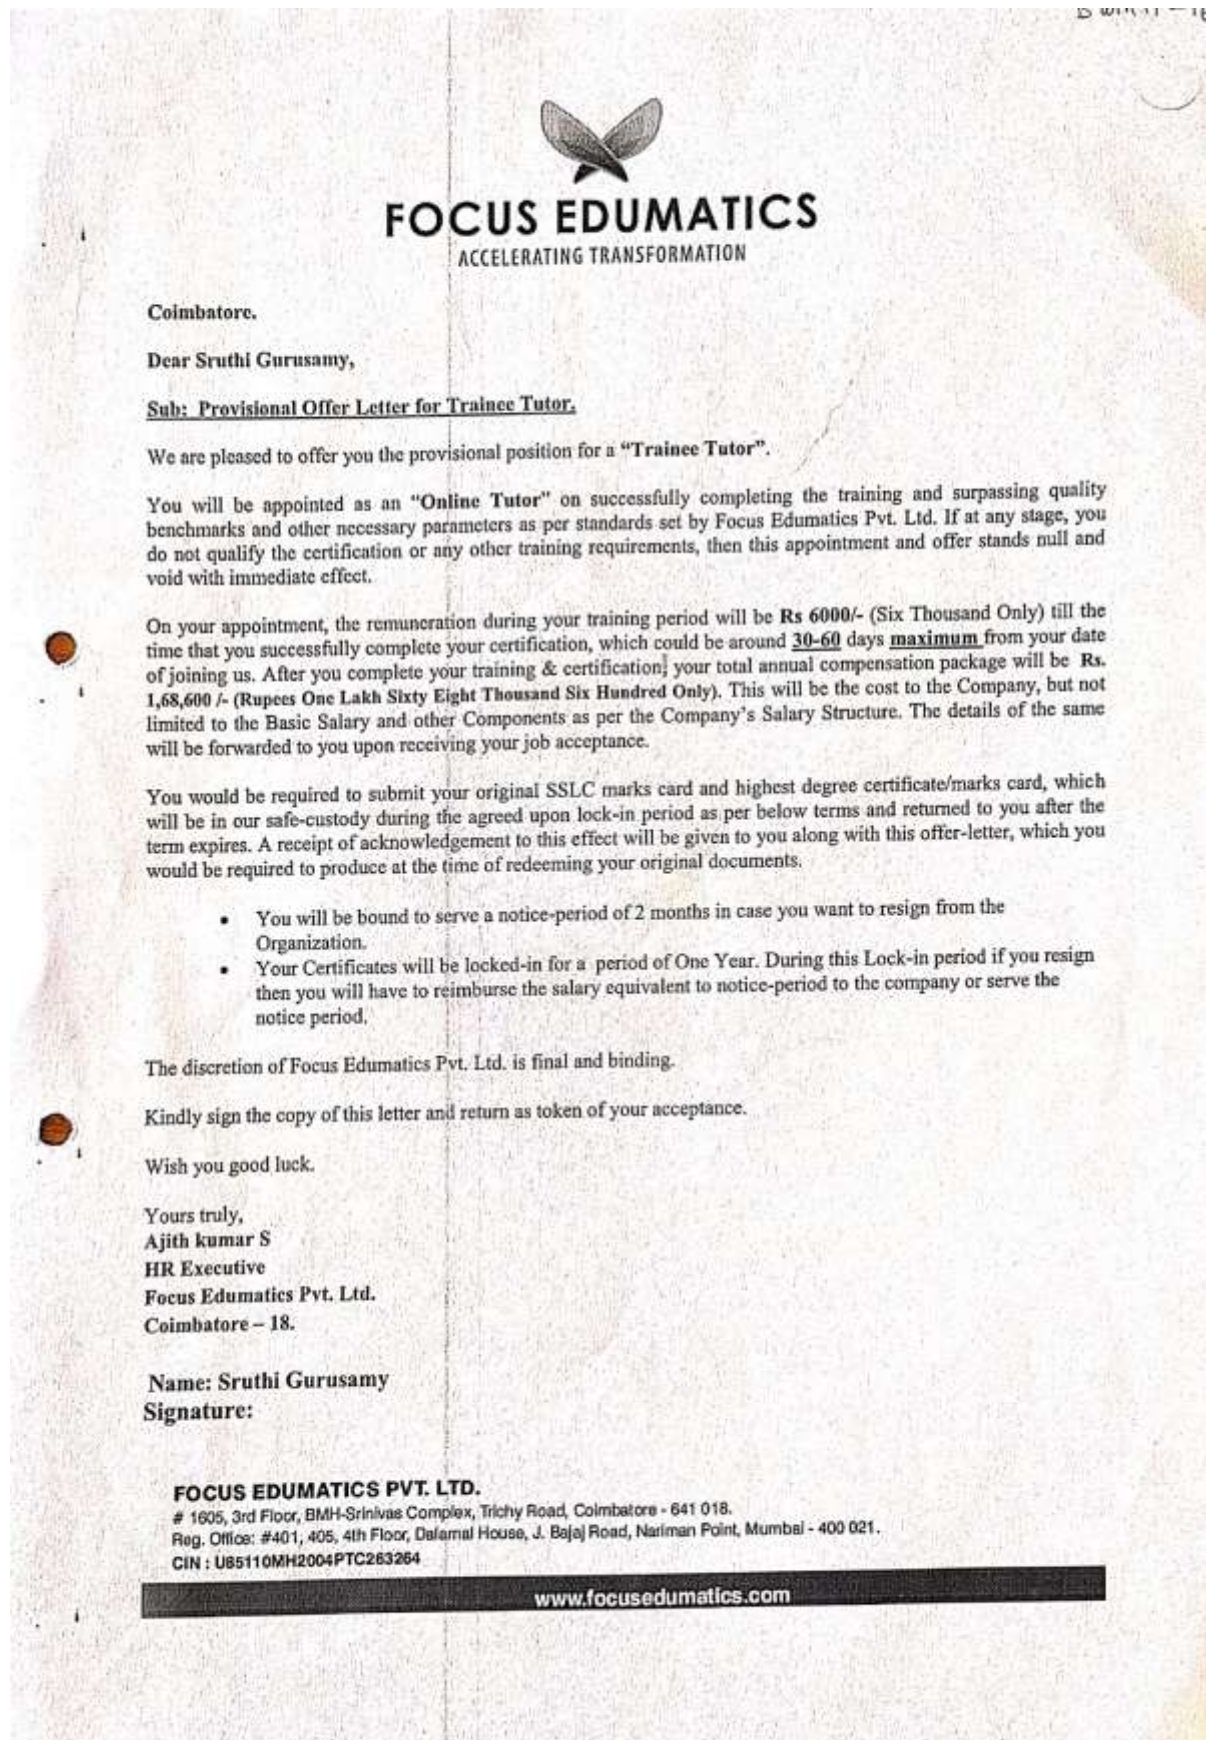 FOCUS EDUMATICS
ACCELERATING TRANSFORMATION
Coimbatore.
Dear Sruthi Gurusamy,
Sub: Provisional Offer Letter for Trainee Tutor.
We are pleased to offer you the provisional position for a “Trainee Tutor”.
You will be appointed as an “Online Tutor” on successfully completing the training and surpassing quality
benchmarks and other necessary parameters as per standards set by Focus Edumatics Pvt. Ltd. If at any stage, you
do not qualify the certification or any other training requirements, then this appointment and offer stands null and
void with immediate effect.
On your appointment, the remuneration during your training period will be Rs 6000/- (Six Thousand Only) till the
time that you successfully complete your certification, which could be around 30-60 days maximum from your date
of joining us. After you complete your training & certification, your total annual compensation package will be Rs.
1,68,600 /- (Rupees One Lakh Sixty Eight Thousand Six Hundred Only). This will be the cost to the Company, but not
limited to the Basic Salary and other Components as per the Company's Salary Structure. The details of the same
will be forwarded to you upon receiving your job acceptance.
You would be required to submit your original SSLC marks card and highest degree certificate/marks card, which
will be in our safe-custody during the agreed upon lock-in period as per below terms and returned to you after the
term expires. A receipt of acknowledgement to this effect will be given to you along with this offer-letter, which you
would be required to produce at the time of redeeming your original documents.
• You will be bound to serve a notice-period of 2 months in case you want to resign from the
Organization.
• Your Certificates will be locked-in for a period of One Year. During this Lock-in period if you resign
then you will have to reimburse the salary equivalent to notice-period to the company or serve the
notice period.
The discretion of Focus Edumatics Pvt. Ltd. is final and binding.
Kindly sign the copy of this letter and return as token of your acceptance.
Wish you good luck.
Yours truly,
Ajith kumar S
HR Executive
Focus Edumatics Pvt. Ltd.
Coimbatore – 18.
Name: Sruthi Gurusamy
Signature:
FOCUS EDUMATICS PVT. LTD.
# 1605, 3rd Floor, BMH-Srinivas Complex, Trichy Road, Coimbatore - 641 018.
Reg. Office: #401, 405, 4th Floor, Dalamal House, J. Bajaj Road, Nariman Point, Mumbai - 400 021.
CIN : U65110MH2004PTC263264
www.focusedumatics.com